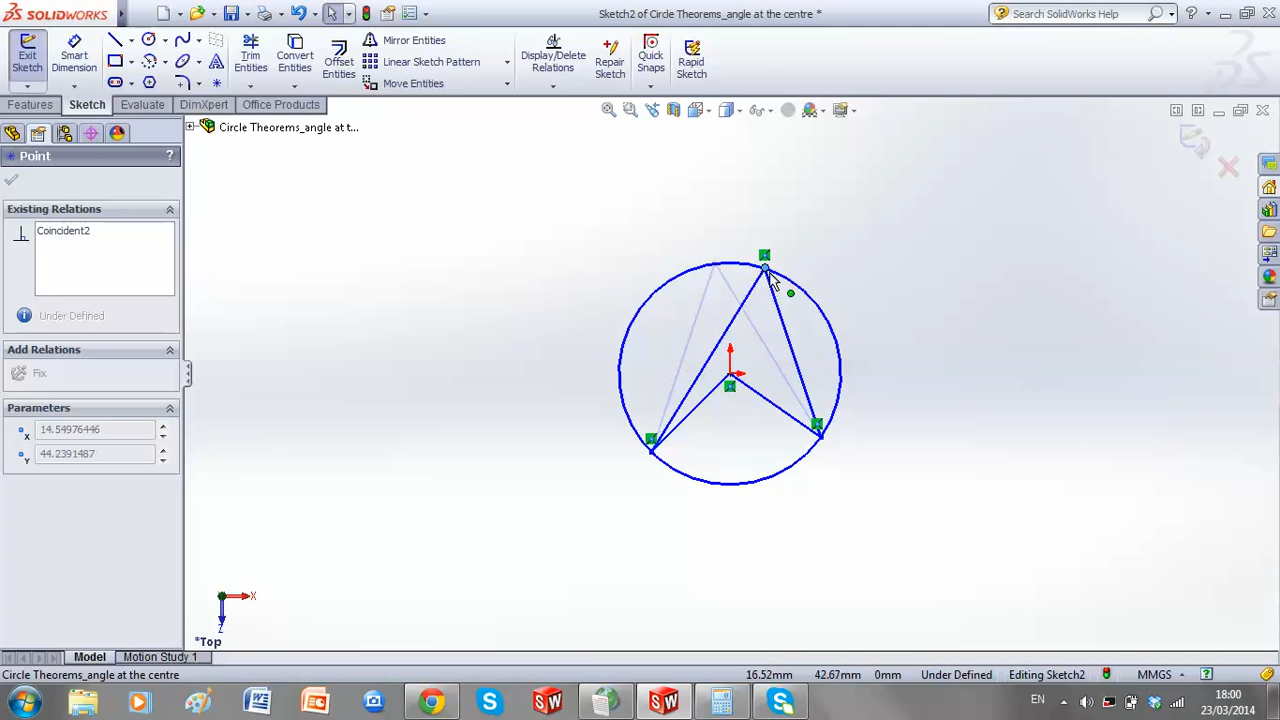 SOLIDWORKS
Sketch2 of Circle Theorems_angle at the centre *
Search SolidWorks Help
Exit Sketch
Smart Dimension
Trim Entities
Convert Entities
Offset Entities
Mirror Entities
Linear Sketch Pattern
Move Entities
Display/Delete Relations
Repair Sketch
Quick Snaps
Rapid Sketch
Features
Sketch
Evaluate
DimXpert
Office Products
Circle Theorems_angle at t...
Point
?
Existing Relations
Coincident2
Under Defined
Add Relations
Fix
Parameters
X 14.54976446
Y 44.2391487
X
Z
*Top
Model
Motion Study 1
Circle Theorems_angle at the centre
16.52mm
42.67mm
0mm
Under Defined
Editing Sketch2
MMGS
?
EN
18:00
23/03/2014